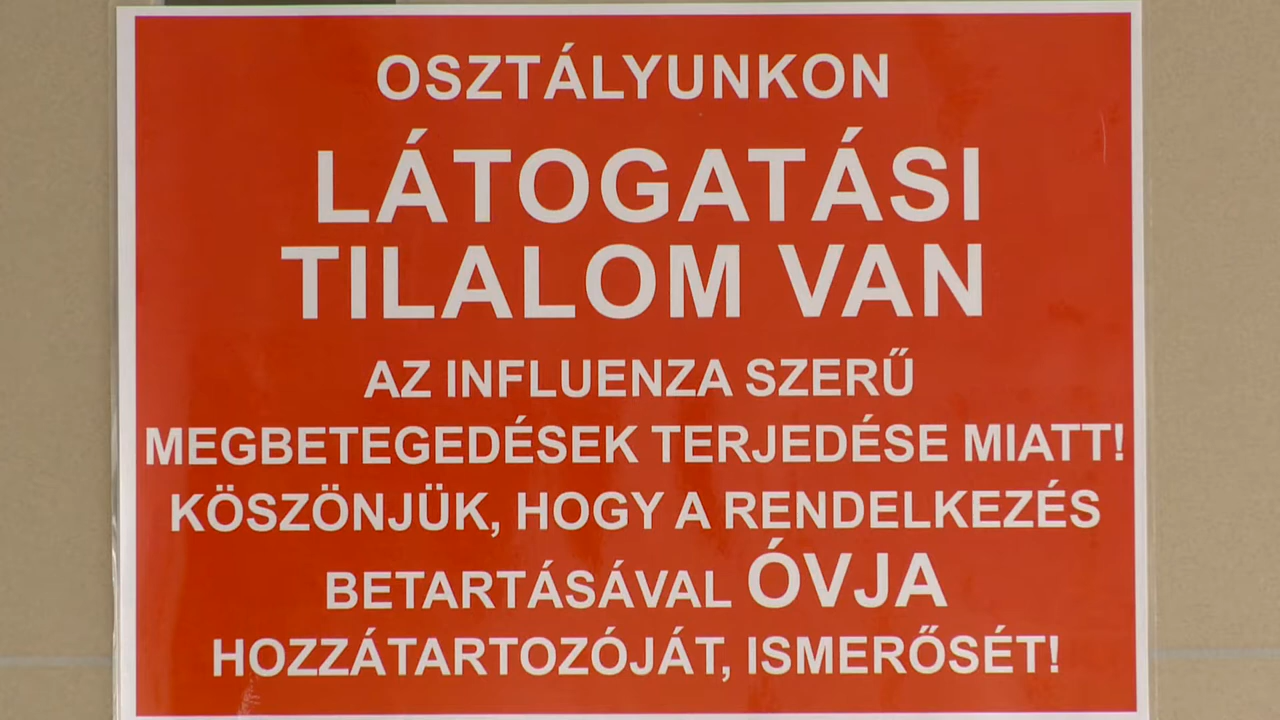 OSZTÁLYUNKON
LÁTOGATÁSI
TILALOM VAN
AZ INFLUENZA SZERŰ
MEGBETEGEDÉSEK TERJEDÉSE MIATT!
KÖSZÖNJÜK, HOGY A RENDELKEZÉS
BETARTÁSÁVAL ÓVJA
HOZZÁTARTOZÓJÁT, ISMERŐSÉT!